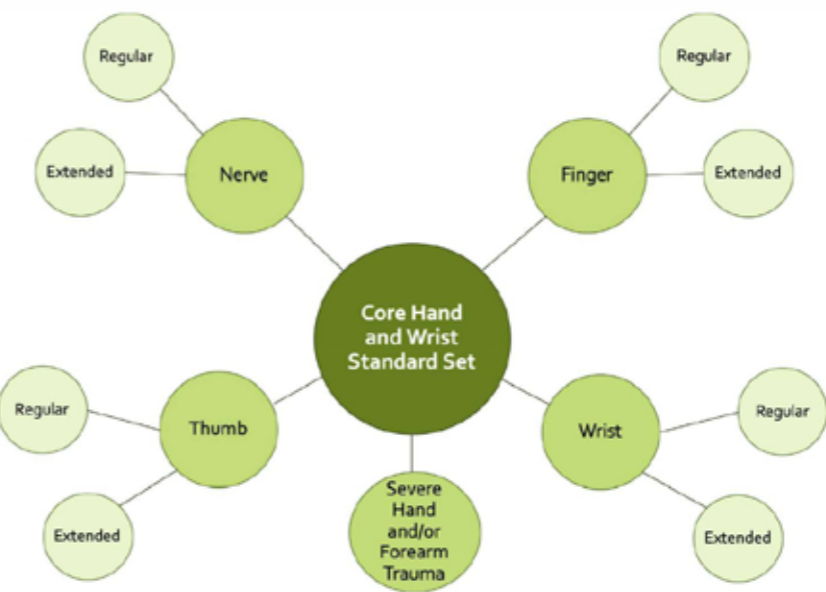 Regular
Regular
Extended
Nerve
Finger
Extended
Core Hand
and Wrist
Standard Set
Regular
Thumb
Wrist
Regular
Severe
Hand
and/or
Forearm
Trauma
Extended
Extended